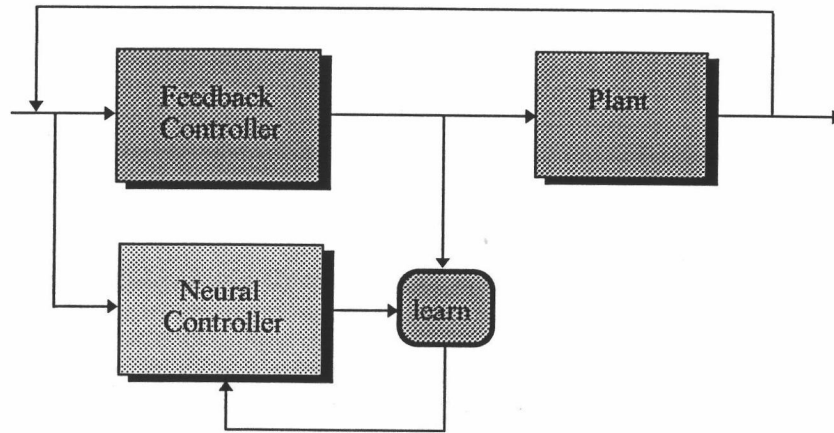 Feedback
Controller
Plant
Neural
Controller
learn